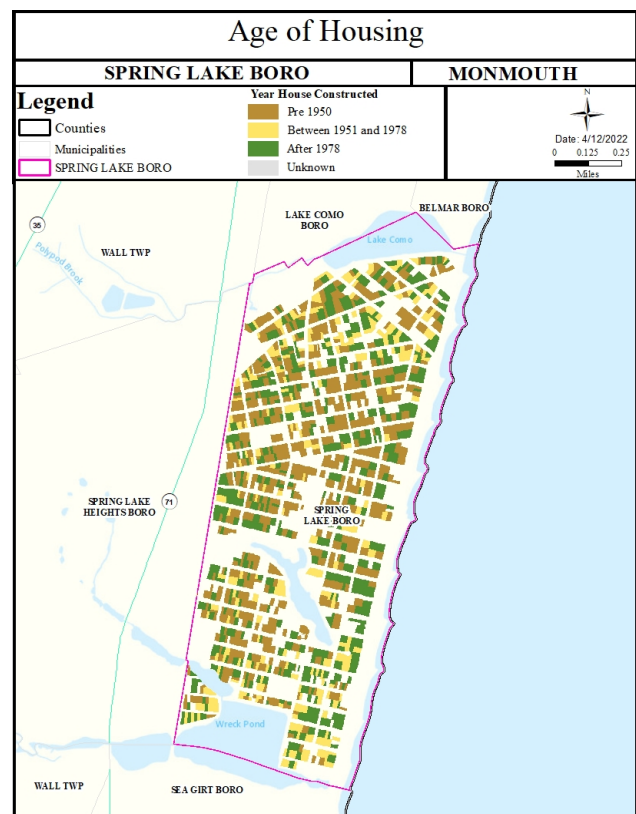 Age of Housing
SPRING LAKE BORO
MONMOUTH
Legend
Counties
Municipalities
SPRING LAKE BORO
Year House Constructed
Pre 1950
Between 1951 and 1978
After 1978
Unknown
N
Date: 4/12/2022
0 0.125 0.25
Miles
BELMAR BORO
LAKE COMO
BORO
Lake Como
35
WALL TWP
Polypod Brook
SPRING LAKE
HEIGHTS BORO
71
SPRING
LAKE BORO
Wreck Pond
WALL TWP
SEA GIRT BORO